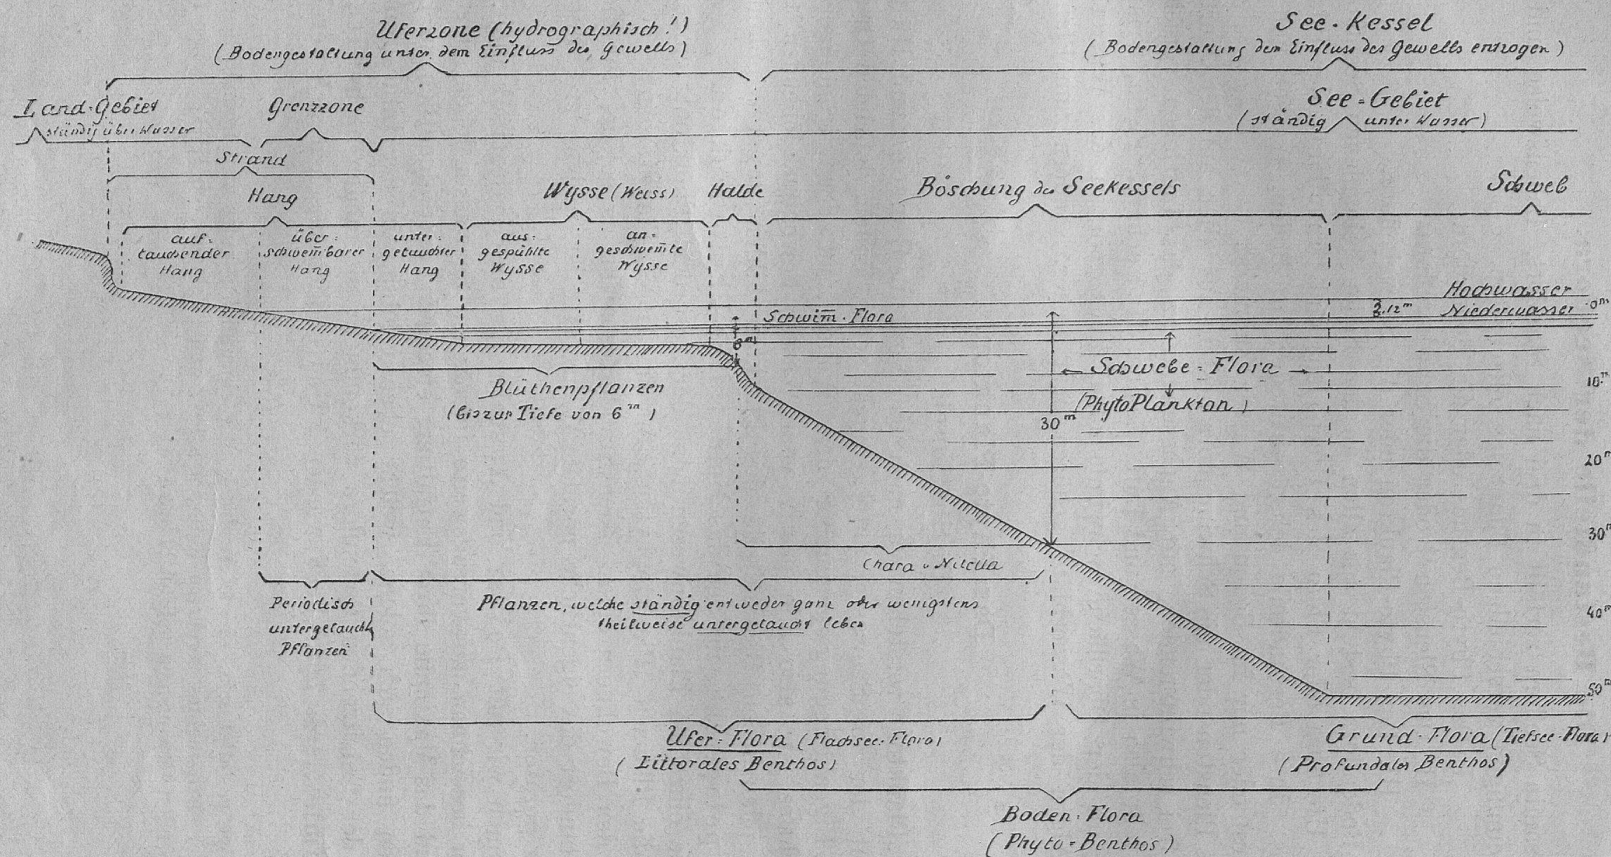 Uferzone (hydrographisch!)
(Bodengestaltung unter dem Einfluss des Gewells)
See-Kessel
(Bodengestaltung dem Einfluss des Gewells entzogen)
Land-Gebiet
ständig über Wasser
Grenzzone
See-Gebiet
(ständig unter Wasser)
Strand
Hang
Wysse (Weiss)
Halde
Böschung des Seekessels
Schweb
auf-
tauchender
Hang
über-
schwem̄barer
Hang
unter-
getauchter
Hang
aus-
gespühlte
Wysse
an-
geschwem̄te
Wysse
Hochwasser
0m
Schwim̄-Flora
12m
Niederwasser
6m
Schwebe-Flora
10m
Blüthenpflanzen
(bis zur Tiefe von 6m)
(PhytoPlankton)
30m
20m
30m
Chara u Nitella
Periodisch
untergetaucht
Pflanzen
Pflanzen, welche ständig entweder ganz oder wenigstens
theilweise untergetaucht leben
40m
50m
Ufer-Flora (Flachsee-Flora)
(Littorales Benthos)
Grund-Flora (Tiefsee-Flora)
(Profundales Benthos)
Boden-Flora
(Phyto-Benthos)